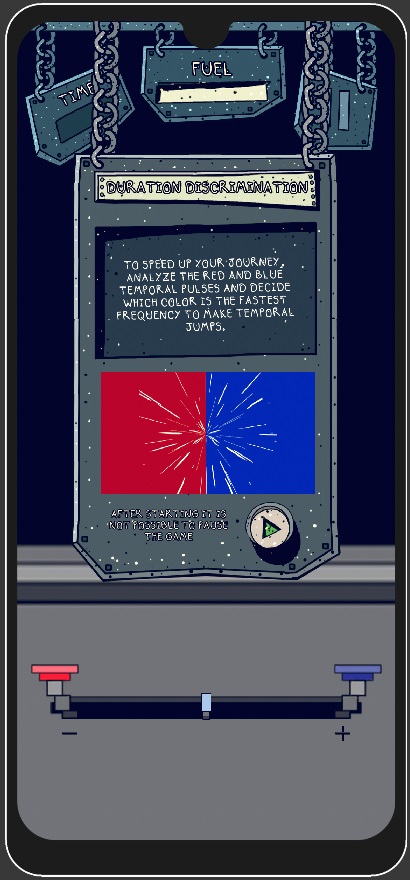 TIME
FUEL
DURATION DISCRIMINATION
TO SPEED UP YOUR JOURNEY,
ANALYZE THE RED AND BLUE
TEMPORAL PULSES AND DECIDE
WHICH COLOR IS THE FASTEST
FREQUENCY TO MAKE TEMPORAL
JUMPS.
AFTER STARTING IT IS
NOT POSSIBLE TO PAUSE
THE GAME
− +